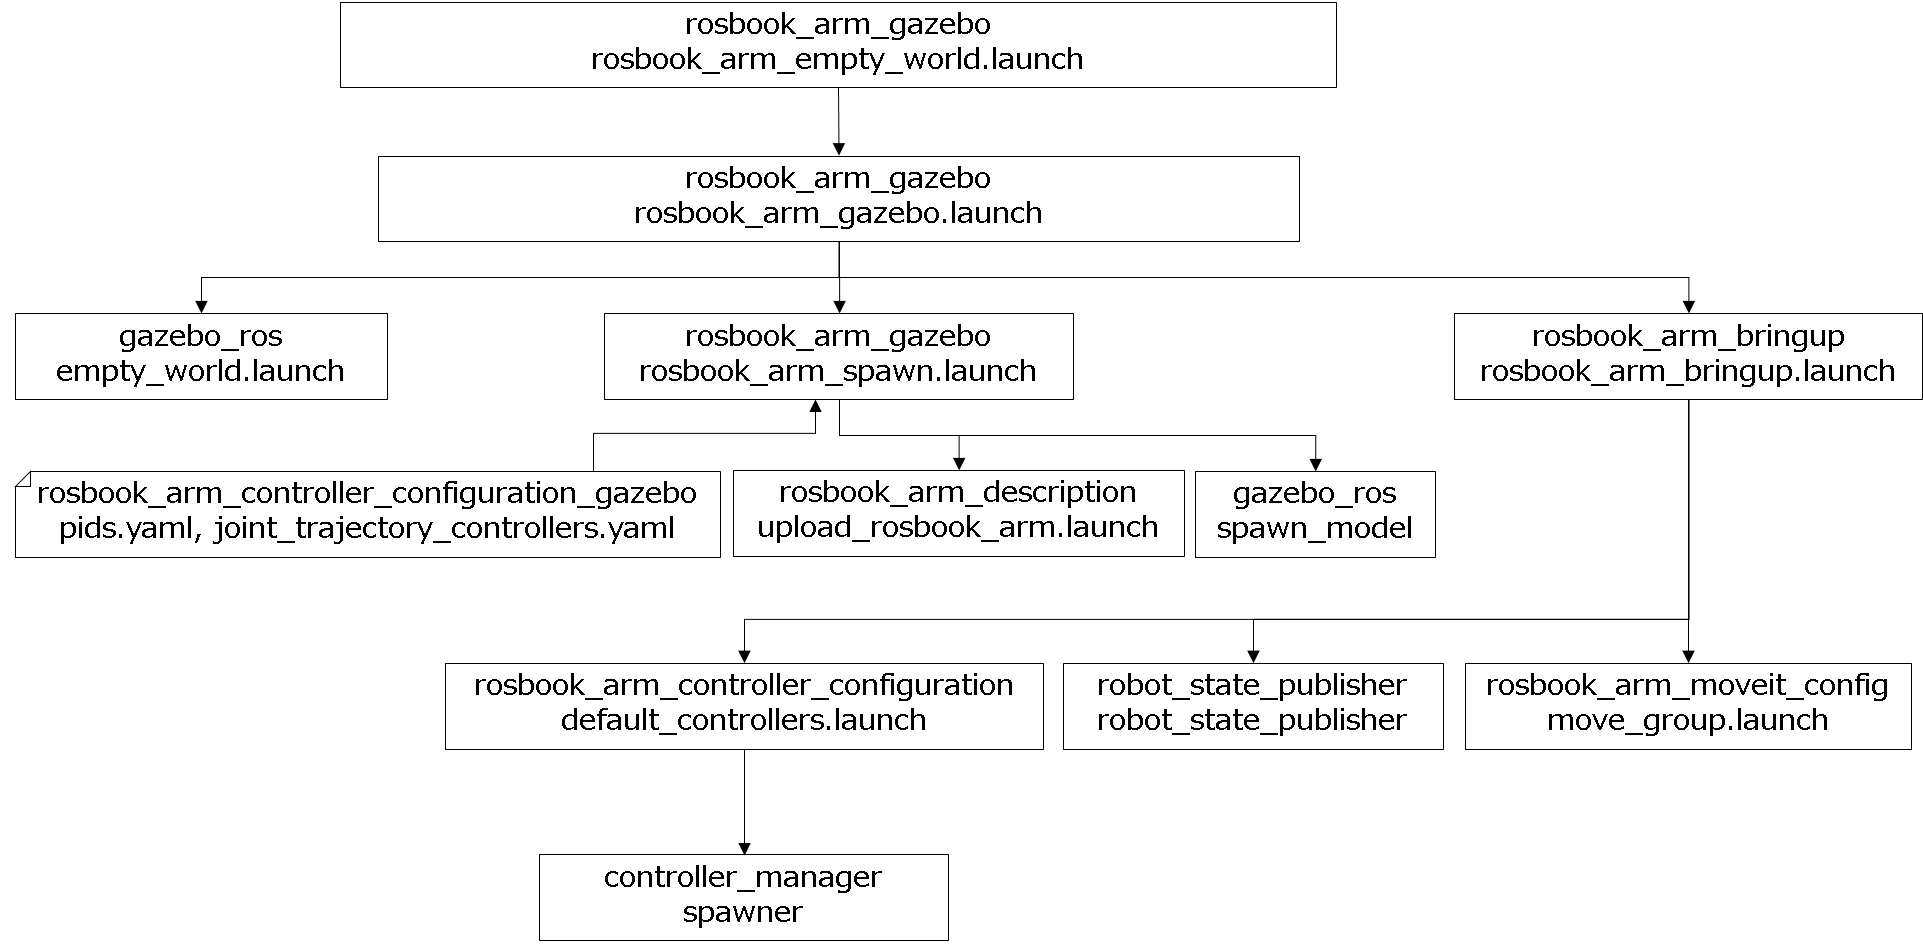 rosbook_arm_gazebo
rosbook_arm_empty_world.launch
rosbook_arm_gazebo
rosbook_arm_gazebo.launch
gazebo_ros
empty_world.launch
rosbook_arm_gazebo
rosbook_arm_spawn.launch
rosbook_arm_bringup
rosbook_arm_bringup.launch
rosbook_arm_controller_configuration_gazebo
pids.yaml, joint_trajectory_controllers.yaml
rosbook_arm_description
upload_rosbook_arm.launch
gazebo_ros
spawn_model
rosbook_arm_controller_configuration
default_controllers.launch
robot_state_publisher
robot_state_publisher
rosbook_arm_moveit_config
move_group.launch
controller_manager
spawner